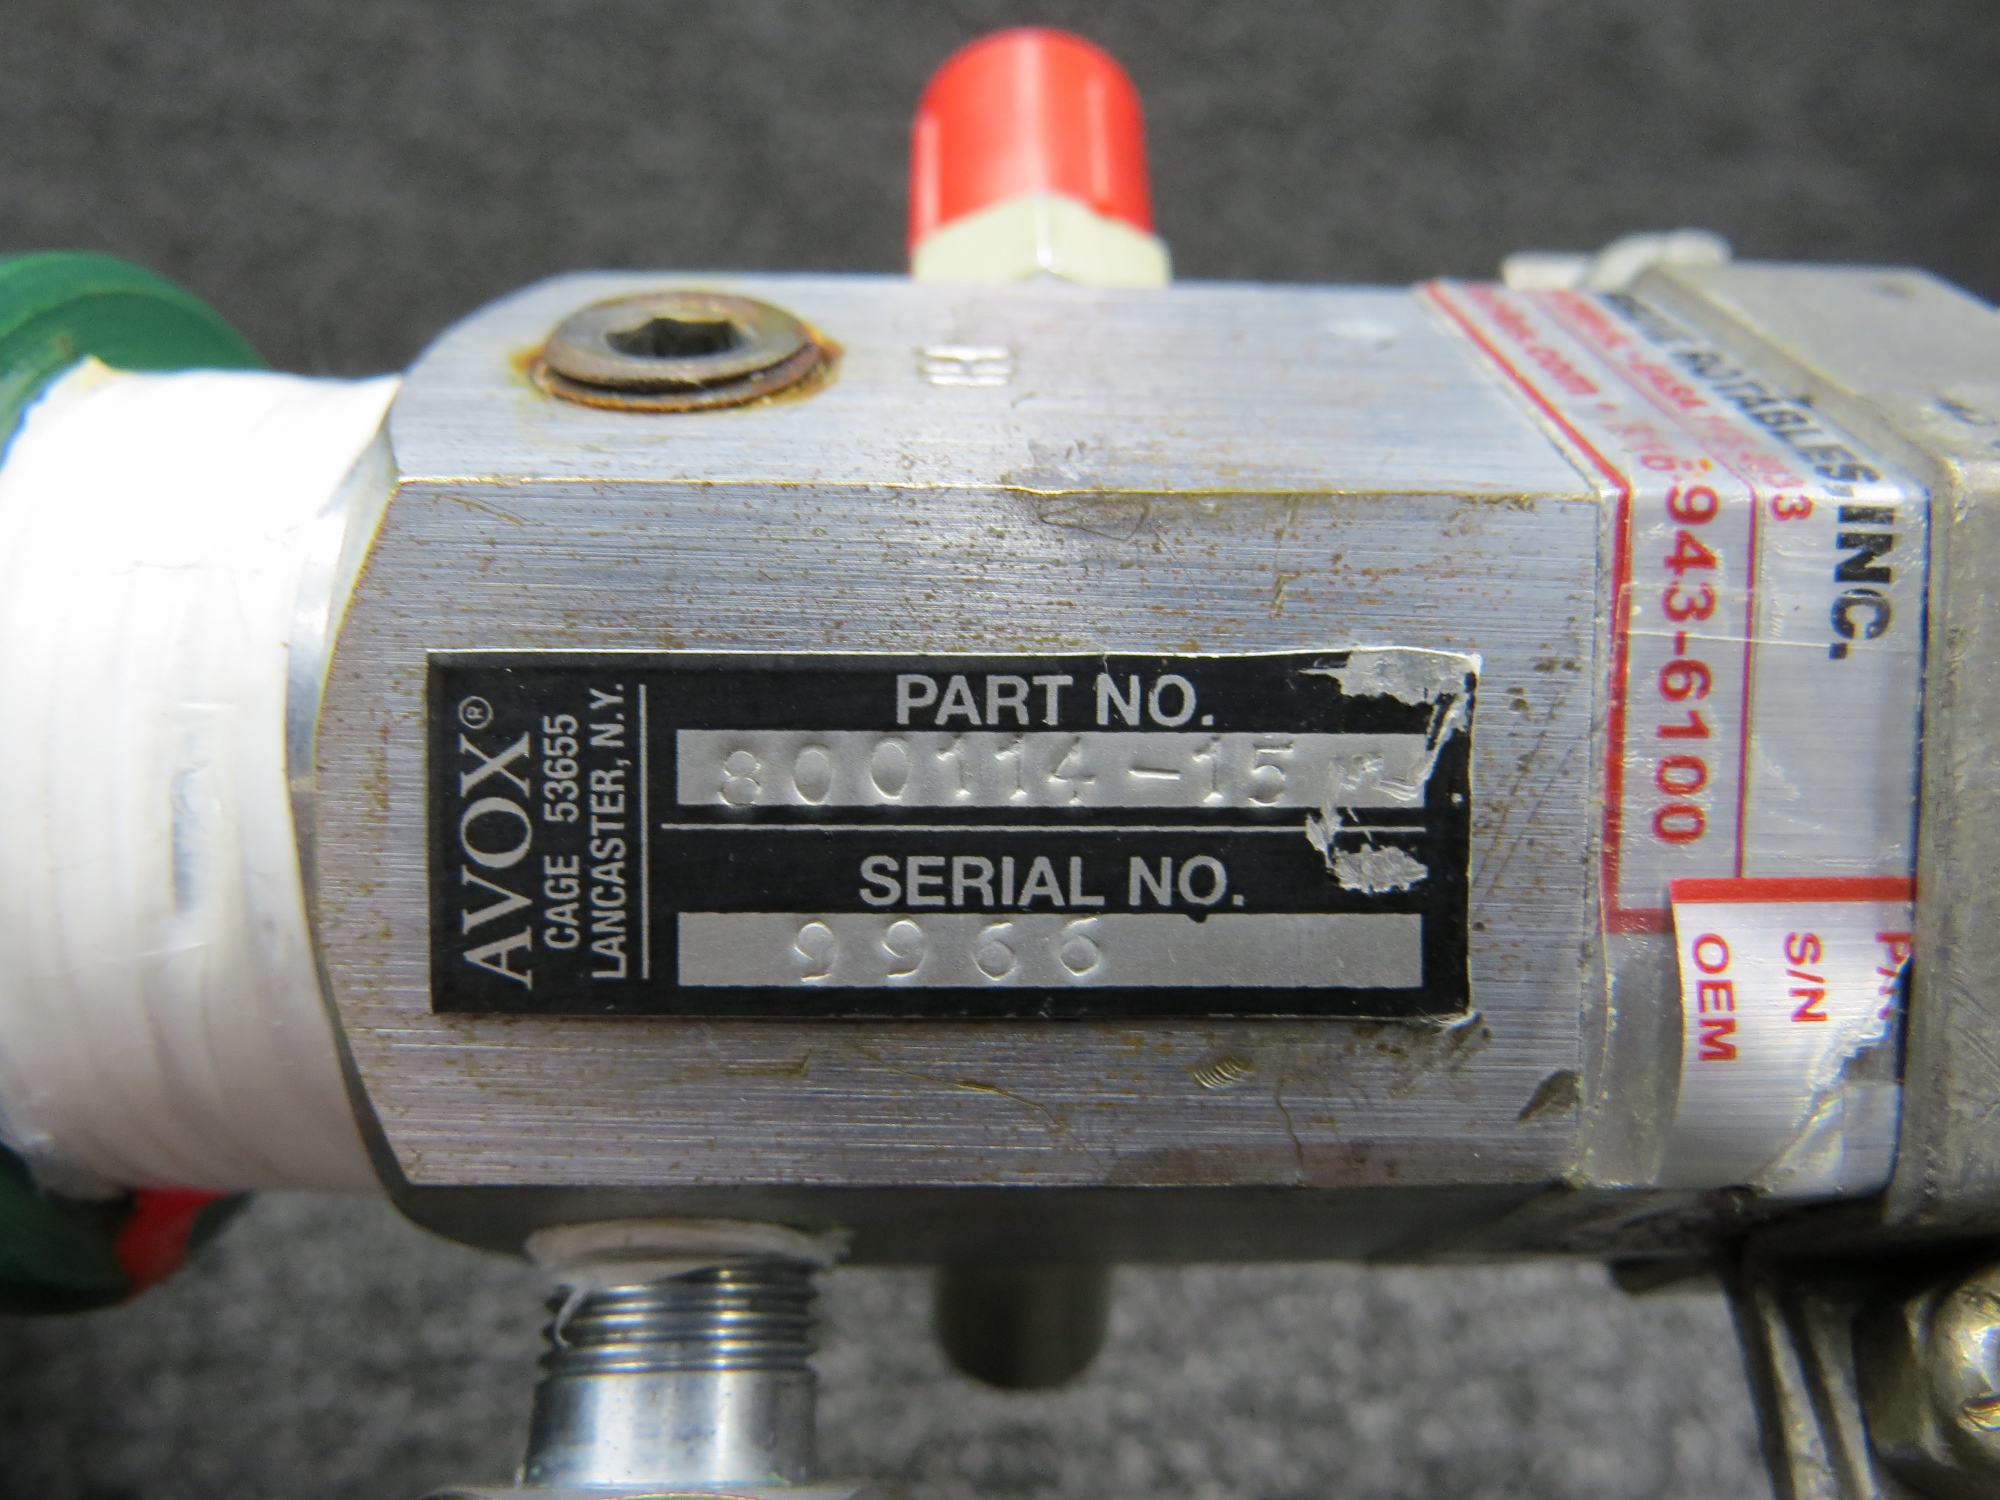 AVOX®
CAGE 53655
LANCASTER, N.Y.
PART NO.
800114-15
SERIAL NO.
9966
INC.
943-6100
P/N
S/N
OEM